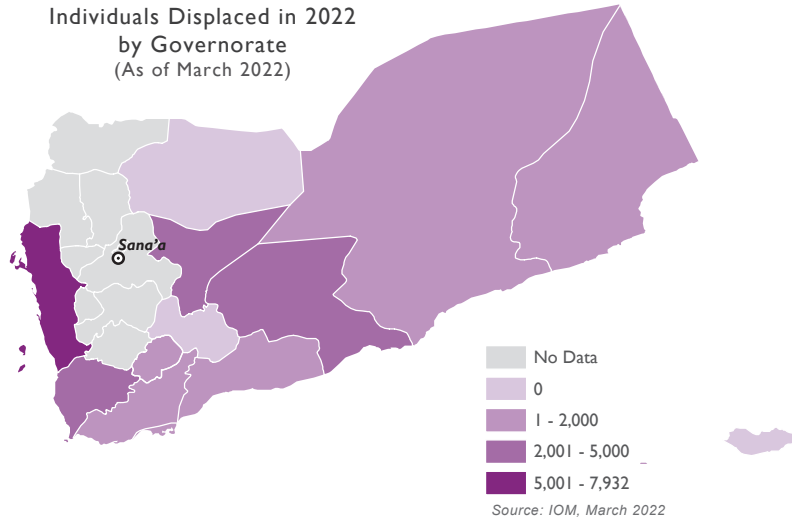 Individuals Displaced in 2022
by Governorate
(As of March 2022)
Sana'a
No Data
0
1 - 2,000
2,001 - 5,000
5,001 - 7,932
Source: IOM, March 2022